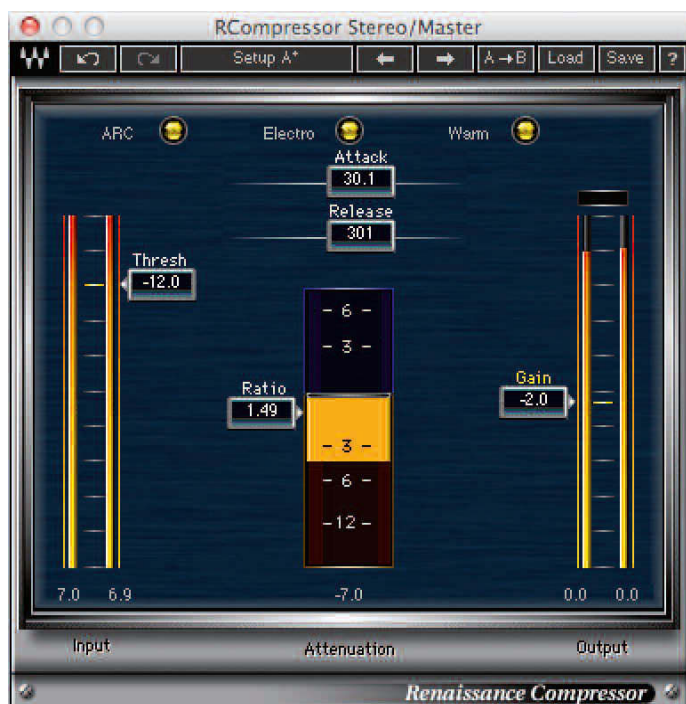 RCompressor Stereo/Master
Setup A* A→B Load Save ?
ARC Electro Warm
Attack
30.1
Release
301
Thresh
-12.0
- 6 -
- 3 -
Ratio
1.49
Gain
-2.0
- 3 -
- 6 -
-12 -
7.0 6.9 -7.0 0.0 0.0
Input Attenuation Output
Renaissance Compressor